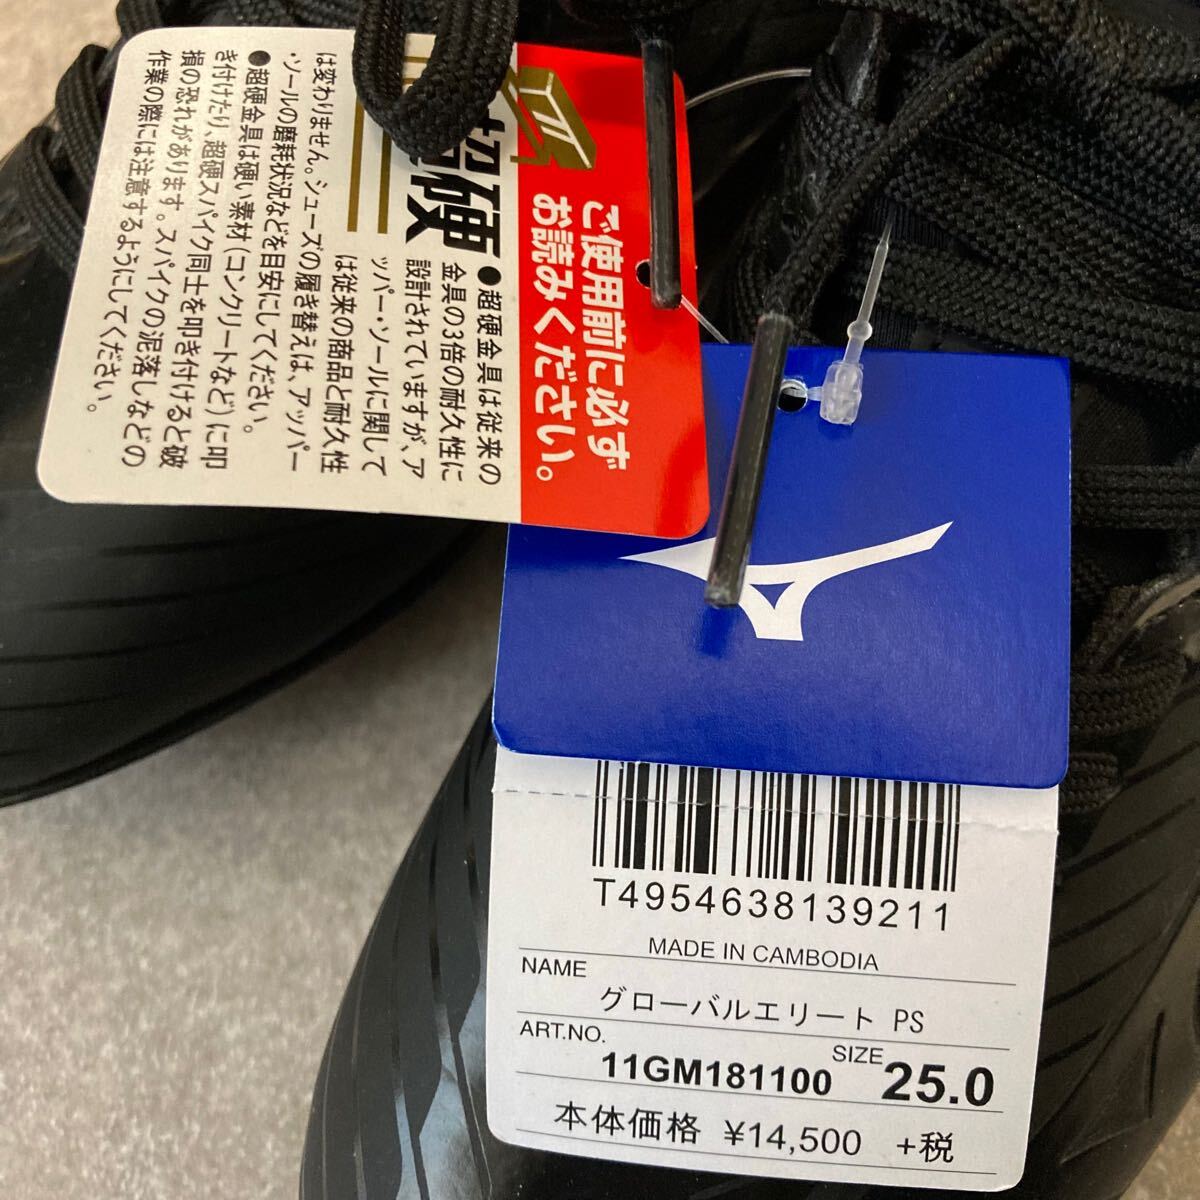 ご使用前に必ず
お読みください。
超硬
●超硬金具は従来の
金具の3倍の耐久性に
設計されていますが、ア
ッパー・ソールに関して
は従来の商品と耐久性
は変わりません。シューズの履き替えは、アッパー
・ソールの磨耗状況などを目安にしてください。
●超硬金具は硬い素材(コンクリートなど)に叩
き付けたり、超硬スパイク同士を叩き付けると破
損の恐れがあります。スパイクの泥落しなどの
作業の際には注意するようにしてください。
T4954638139211
MADE IN CAMBODIA
NAME
グローバルエリート PS
ART.NO.
11GM181100
SIZE 25.0
本体価格 ¥14,500 +税